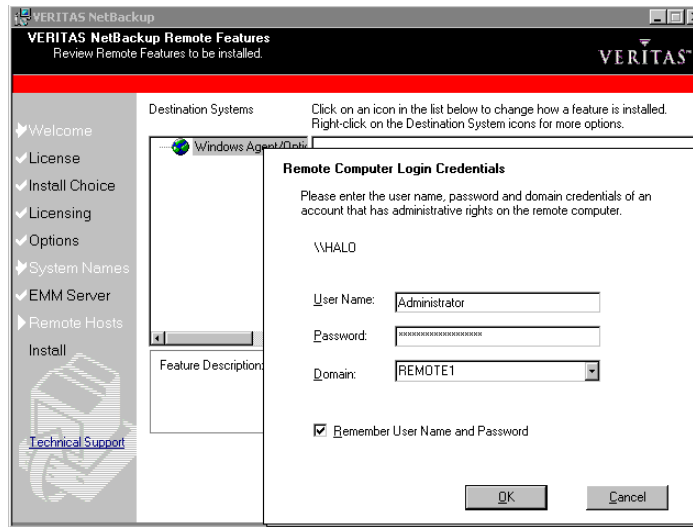 VERITAS NetBackup
VERITAS NetBackup Remote Features
Review Remote Features to be installed.
VERITAS
Welcome
License
Install Choice
Licensing
Options
System Names
EMM Server
Remote Hosts
Install
Technical Support
Destination Systems
Click on an icon in the list below to change how a feature is installed.
Right-click on the Destination System icons for more options.
Windows Agent/Optic
Feature Description:
Remote Computer Login Credentials
Please enter the user name, password and domain credentials of an
account that has administrative rights on the remote computer.
\\HALO
User Name: Administrator
Password: ******************
Domain: REMOTE1
Remember User Name and Password
OK Cancel